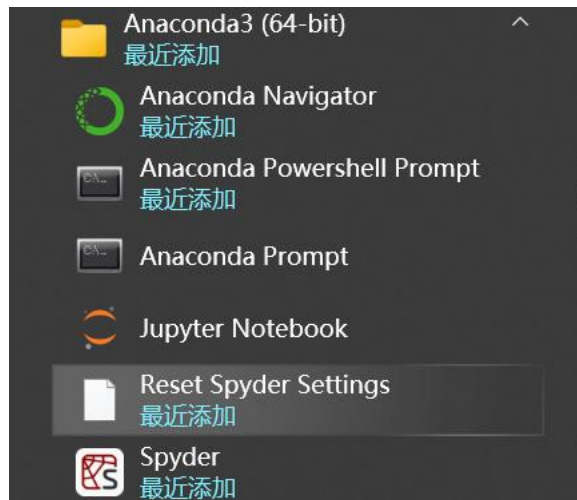 Anaconda3 (64-bit)
最近添加
Anaconda Navigator
最近添加
Anaconda Powershell Prompt
最近添加
Anaconda Prompt
Jupyter Notebook
Reset Spyder Settings
最近添加
Spyder
最近添加